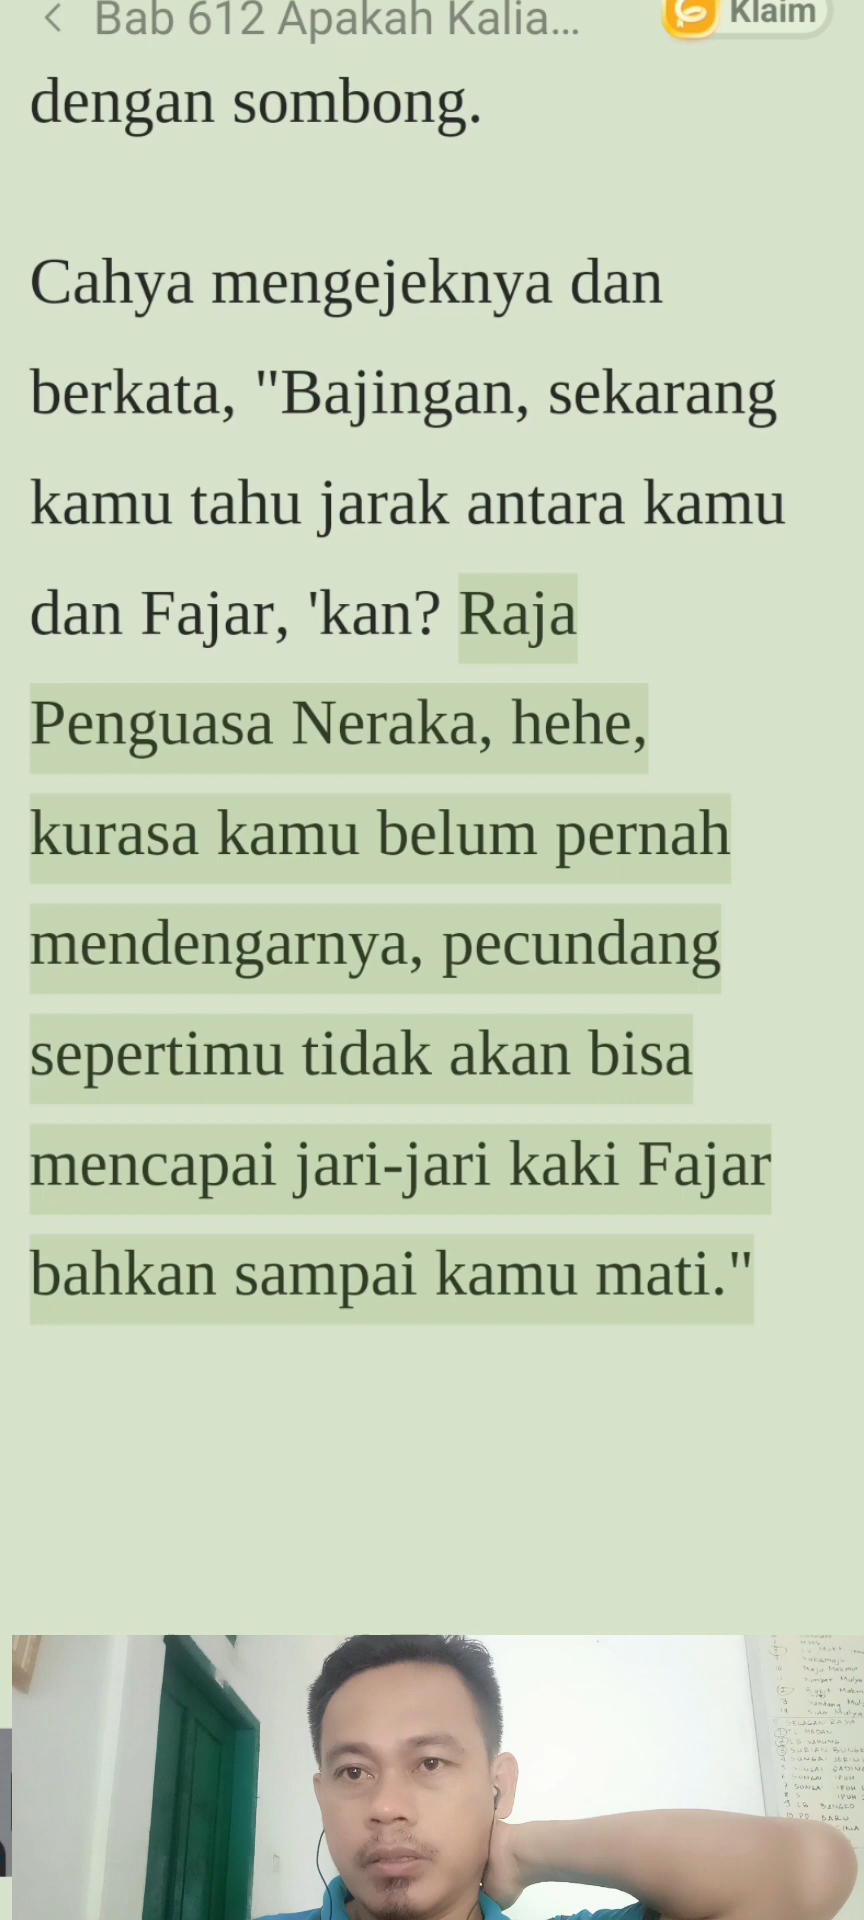 Bab 612 Apakah Kalia...
Klaim
dengan sombong.
Cahya mengejeknya dan
berkata, "Bajingan, sekarang
kamu tahu jarak antara kamu
dan Fajar, 'kan? Raja
Penguasa Neraka, hehe,
kurasa kamu belum pernah
mendengarnya, pecundang
sepertimu tidak akan bisa
mencapai jari-jari kaki Fajar
bahkan sampai kamu mati."